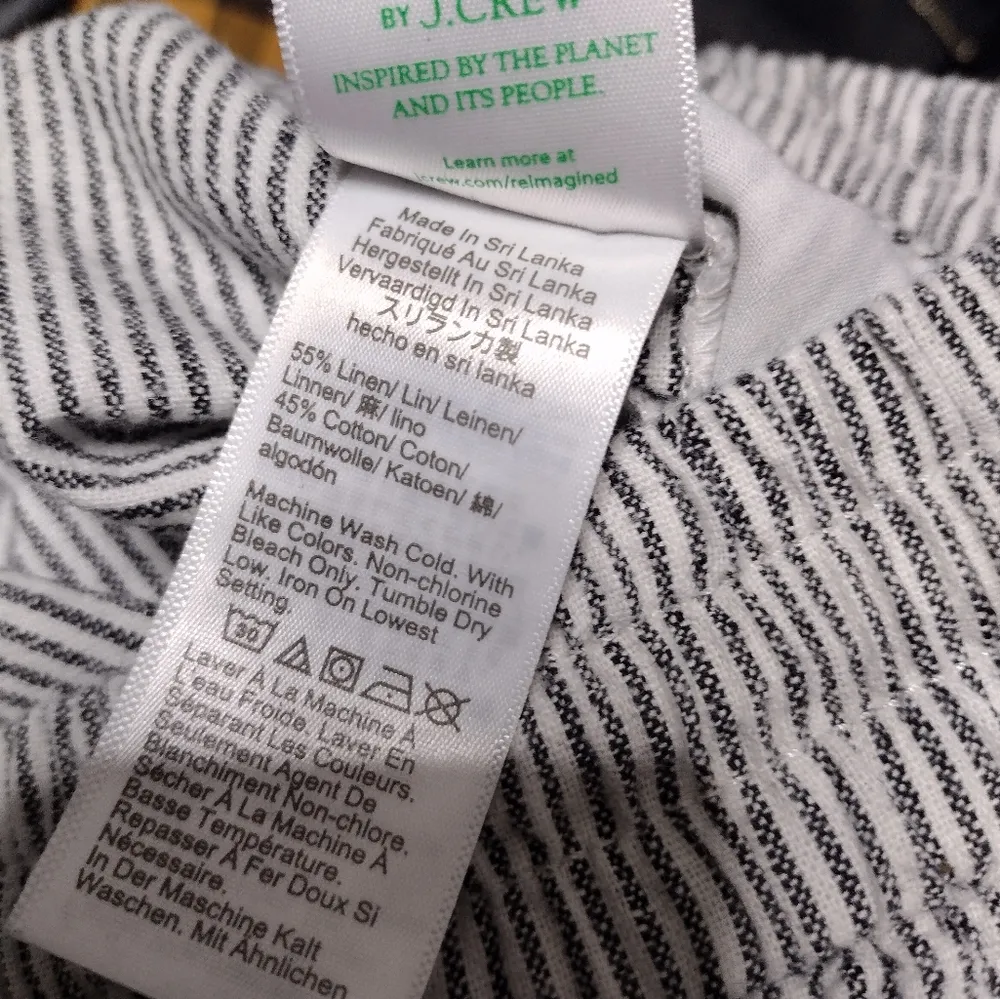 BY J.CREW
INSPIRED BY THE PLANET
AND ITS PEOPLE.
Learn more at
jcrew.com/reimagined
Made In Sri Lanka
Fabriqué Au Sri Lanka
Hergestellt In Sri Lanka
Vervaardigd In Sri Lanka
スリランカ製
hecho en sri lanka
55% Linen/ Lin/ Leinen/
Linnen/ 麻/ lino
45% Cotton/ Coton/
Baumwolle/ Katoen/ 綿/
algodón
Machine Wash Cold. With
Like Colors. Non-chlorine
Bleach Only. Tumble Dry
Low. Iron On Lowest
Setting.
30
Laver À La Machine À
L'eau Froide. Laver En
Séparant Les Couleurs.
Seulement Agent De
Blanchiment Non-chlore.
Sécher À La Machine À
Basse Température.
Repasser À Fer Doux Si
Nécessaire.
In Der Maschine Kalt
Waschen. Mit Ähnlichen